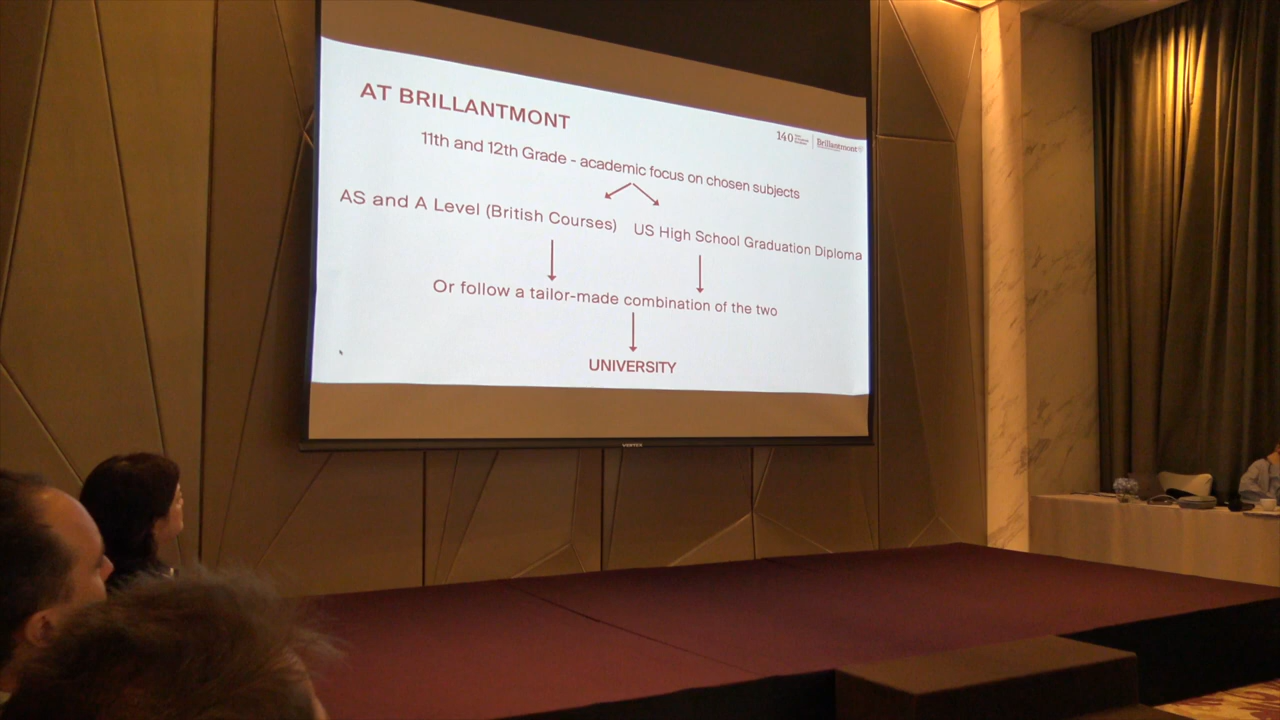 AT BRILLANTMONT
140
Brillantmont
11th and 12th Grade - academic focus on chosen subjects
AS and A Level (British Courses)
US High School Graduation Diploma
Or follow a tailor-made combination of the two
UNIVERSITY